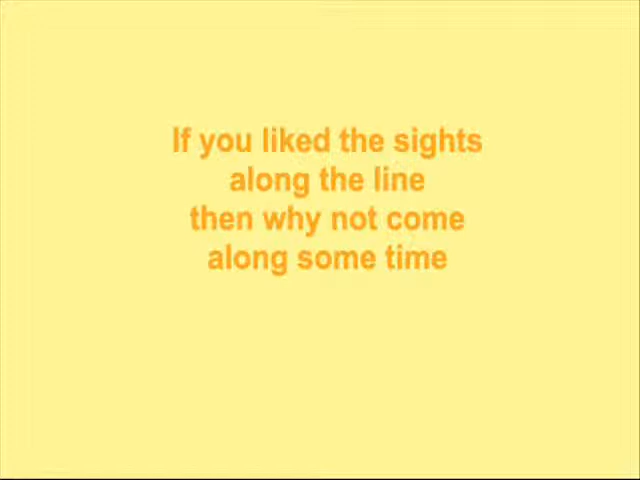 If you liked the sights
along the line
then why not come
along some time